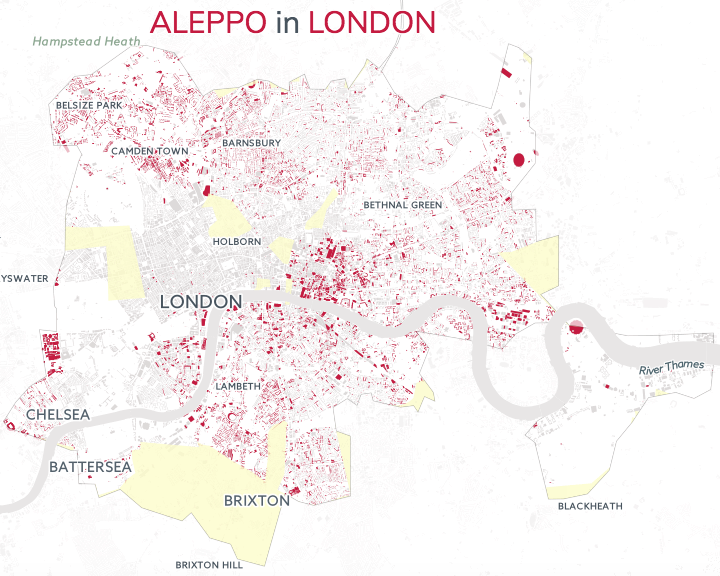 ALEPPO in LONDON
Hampstead Heath
BELSIZE PARK
BARNSBURY
CAMDEN TOWN
BETHNAL GREEN
HOLBORN
YSWATER
LONDON
River Thames
LAMBETH
CHELSEA
BATTERSEA
BRIXTON
BLACKHEATH
BRIXTON HILL